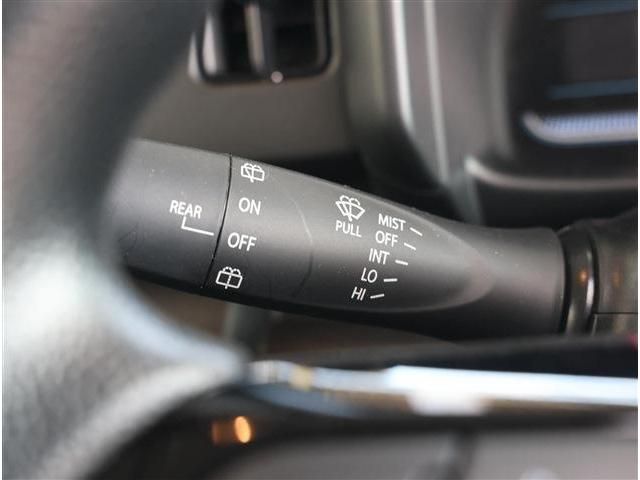 REAR
ON
OFF
PULL
MIST
OFF
INT
LO
HI